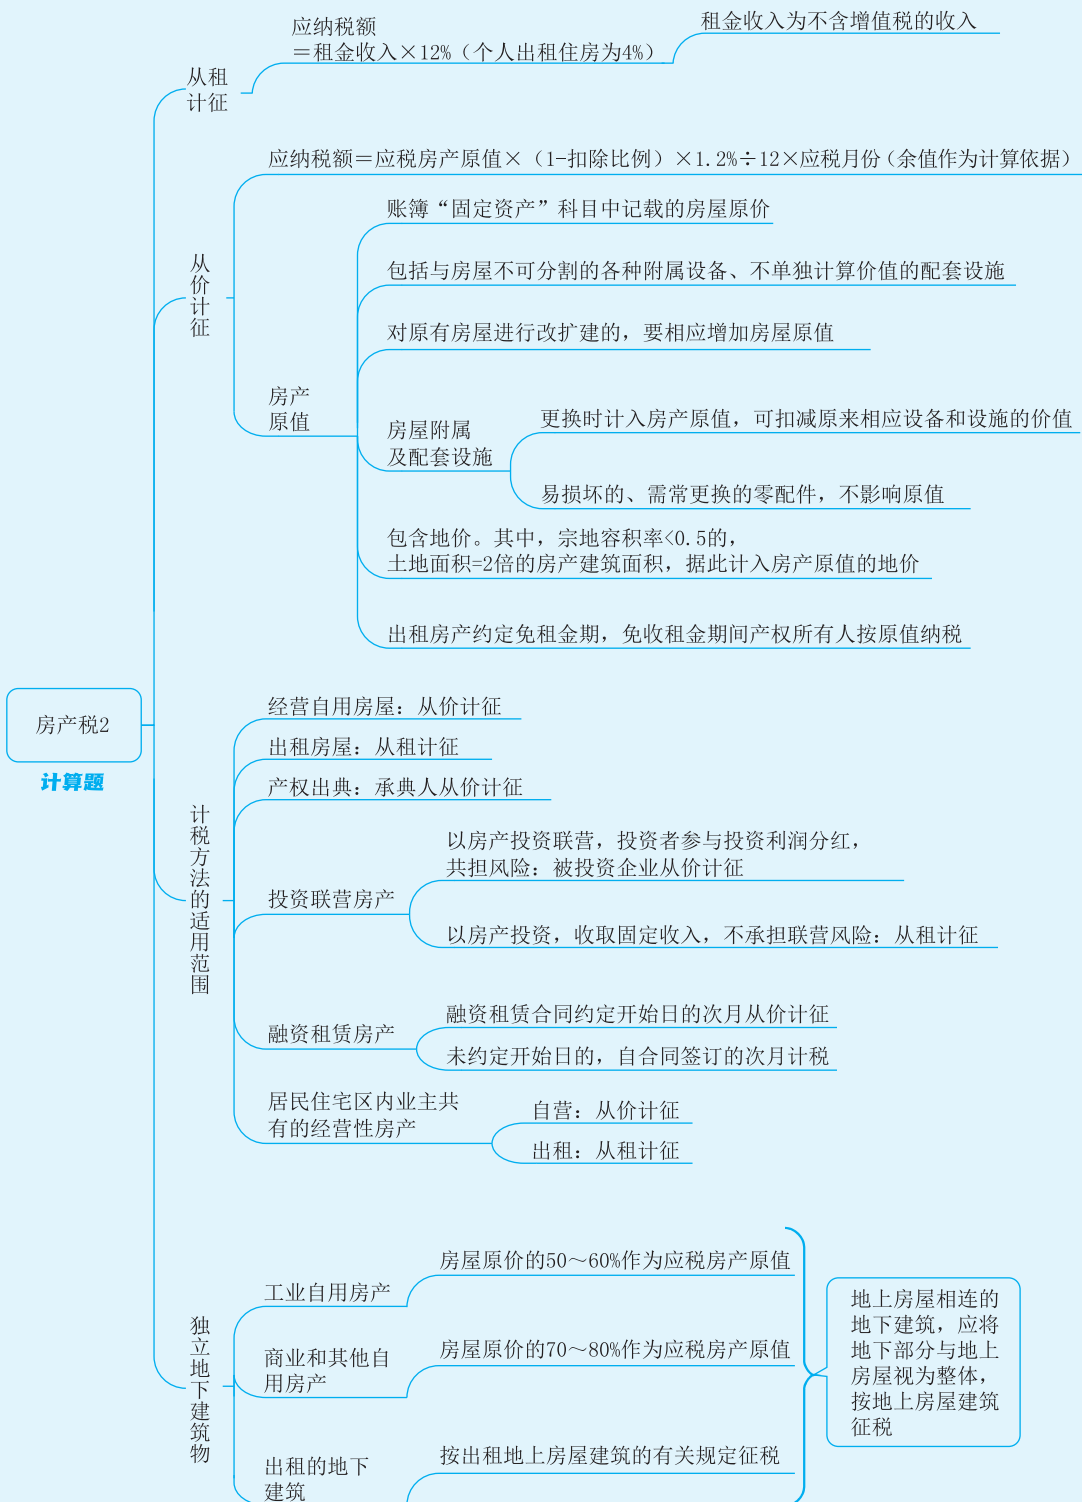 应纳税额
＝租金收入×12%（个人出租住房为4%）
租金收入为不含增值税的收入
从租
计征
应纳税额＝应税房产原值×（1-扣除比例）×1.2%÷12×应税月份（余值作为计算依据）
账簿“固定资产”科目中记载的房屋原价
从价计征
包括与房屋不可分割的各种附属设备、不单独计算价值的配套设施
对原有房屋进行改扩建的，要相应增加房屋原值
房产
原值
房屋附属
及配套设施
更换时计入房产原值，可扣减原来相应设备和设施的价值
易损坏的、需常更换的零配件，不影响原值
包含地价。其中，宗地容积率<0.5的，
土地面积=2倍的房产建筑面积，据此计入房产原值的地价
出租房产约定免租金期，免收租金期间产权所有人按原值纳税
房产税2
计算题
计税方法的适用范围
经营自用房屋：从价计征
出租房屋：从租计征
产权出典：承典人从价计征
投资联营房产
以房产投资联营，投资者参与投资利润分红，
共担风险：被投资企业从价计征
以房产投资，收取固定收入，不承担联营风险：从租计征
融资租赁房产
融资租赁合同约定开始日的次月从价计征
未约定开始日的，自合同签订的次月计税
居民住宅区内业主共
有的经营性房产
自营：从价计征
出租：从租计征
独立地下建筑物
工业自用房产
房屋原价的50～60%作为应税房产原值
商业和其他自
用房产
房屋原价的70～80%作为应税房产原值
出租的地下
建筑
按出租地上房屋建筑的有关规定征税
地上房屋相连的
地下建筑，应将
地下部分与地上
房屋视为整体，
按地上房屋建筑
征税